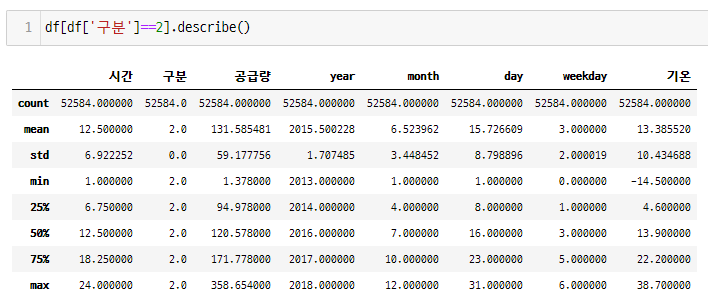 1 df[df['구분']==2].describe()
시간 구분 공급량 year month day weekday 기온
count 52584.000000 52584.0 52584.000000 52584.000000 52584.000000 52584.000000 52584.000000 52584.000000
mean 12.500000 2.0 131.585481 2015.500228 6.523962 15.726609 3.000000 13.385520
std 6.922252 0.0 59.177756 1.707485 3.448452 8.798896 2.000019 10.434688
min 1.000000 2.0 1.378000 2013.000000 1.000000 1.000000 0.000000 -14.500000
25% 6.750000 2.0 94.978000 2014.000000 4.000000 8.000000 1.000000 4.600000
50% 12.500000 2.0 120.578000 2016.000000 7.000000 16.000000 3.000000 13.900000
75% 18.250000 2.0 171.778000 2017.000000 10.000000 23.000000 5.000000 22.200000
max 24.000000 2.0 358.654000 2018.000000 12.000000 31.000000 6.000000 38.700000